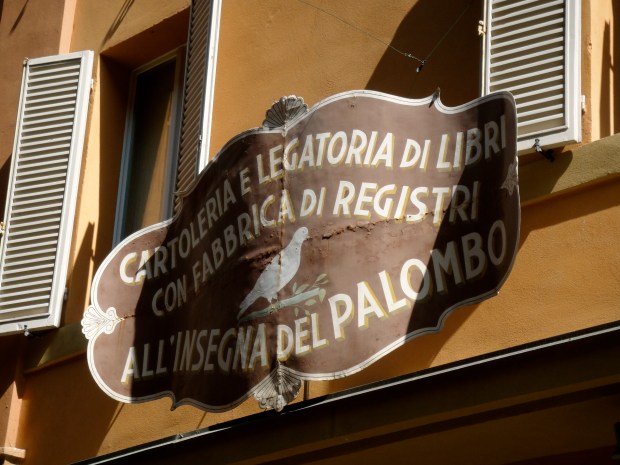 CARTOLERIA E LEGATORIA DI LIBRI
CON FABBRICA DI REGISTRI
ALL'INSEGNA DEL PALOMBO